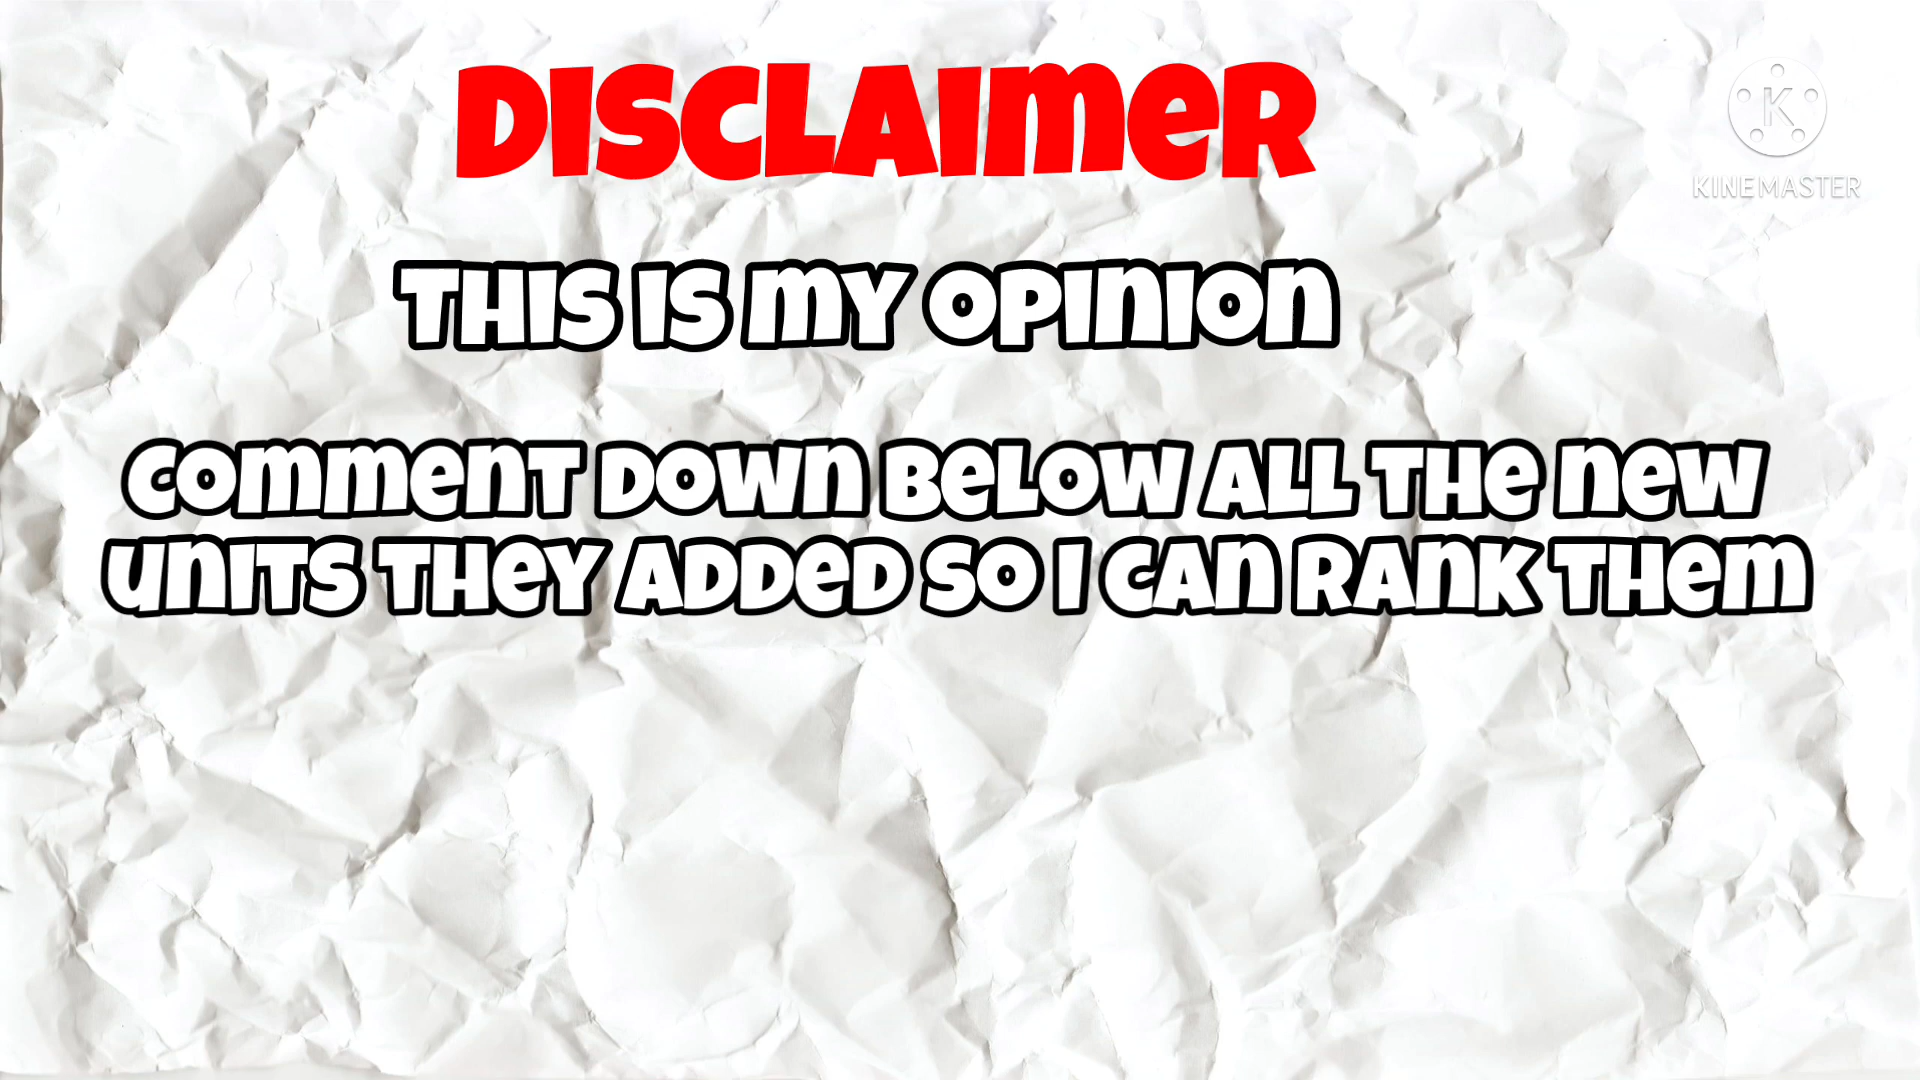 DISCLAIMER
KINEMASTER
THIS IS MY OPINION
COMMENT DOWN BELOW ALL THE NEW
UNITS THEY ADDED SO I CAN RANK THEM